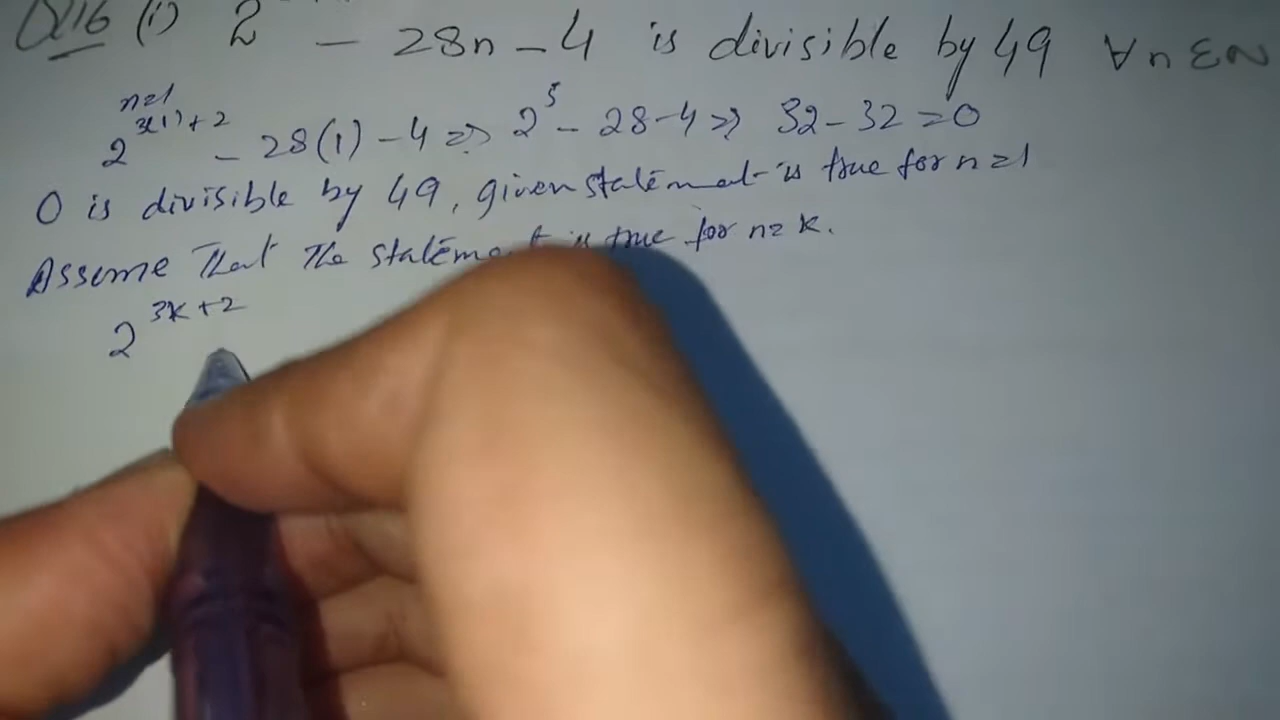 Q16 (i) 2 - 28n - 4 is divisible by 49 ∀ n ∈ N
n=1
2^{3(1)+2} - 28(1) - 4 => 2^5 - 28 - 4 => 32 - 32 = 0
0 is divisible by 49, given statement is true for n=1
Assume That The statement is true for n=k.
2^{3k+2}